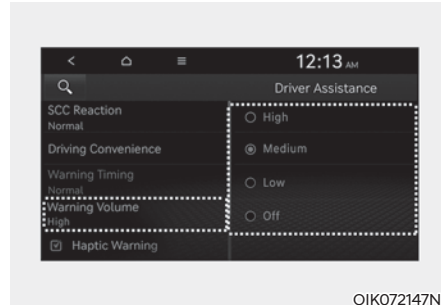 12:13 AM
Driver Assistance
SCC Reaction
Normal
Driving Convenience
Warning Timing
Normal
Warning Volume
High
Haptic Warning
High
Medium
Low
Off
OIK072147N